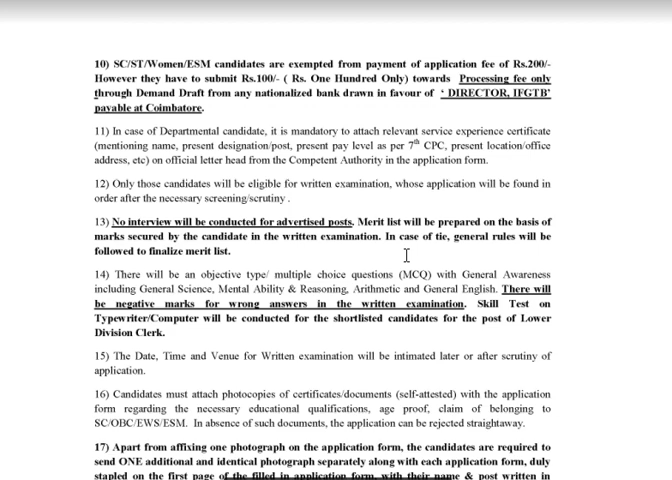 10) SC/ST/Women/ESM candidates are exempted from payment of application fee of Rs.200/-
However they have to submit Rs.100/- ( Rs. One Hundred Only) towards Processing fee only
through Demand Draft from any nationalized bank drawn in favour of ‘ DIRECTOR, IFGTB’
payable at Coimbatore.
11) In case of Departmental candidate, it is mandatory to attach relevant service experience certificate
(mentioning name, present designation/post, present pay level as per 7th CPC, present location/office
address, etc) on official letter head from the Competent Authority in the application form.
12) Only those candidates will be eligible for written examination, whose application will be found in
order after the necessary screening/scrutiny .
13) No interview will be conducted for advertised posts. Merit list will be prepared on the basis of
marks secured by the candidate in the written examination. In case of tie, general rules will be
followed to finalize merit list.
14) There will be an objective type/ multiple choice questions (MCQ) with General Awareness
including General Science, Mental Ability & Reasoning, Arithmetic and General English. There will
be negative marks for wrong answers in the written examination. Skill Test on
Typewriter/Computer will be conducted for the shortlisted candidates for the post of Lower
Division Clerk.
15) The Date, Time and Venue for Written examination will be intimated later or after scrutiny of
application.
16) Candidates must attach photocopies of certificates/documents (self-attested) with the application
form regarding the necessary educational qualifications, age proof, claim of belonging to
SC/OBC/EWS/ESM. In absence of such documents, the application can be rejected straightaway.
17) Apart from affixing one photograph on the application form, the candidates are required to
send ONE additional and identical photograph separately along with each application form, duly
stapled on the first page of the filled in application form, with their name & post written in